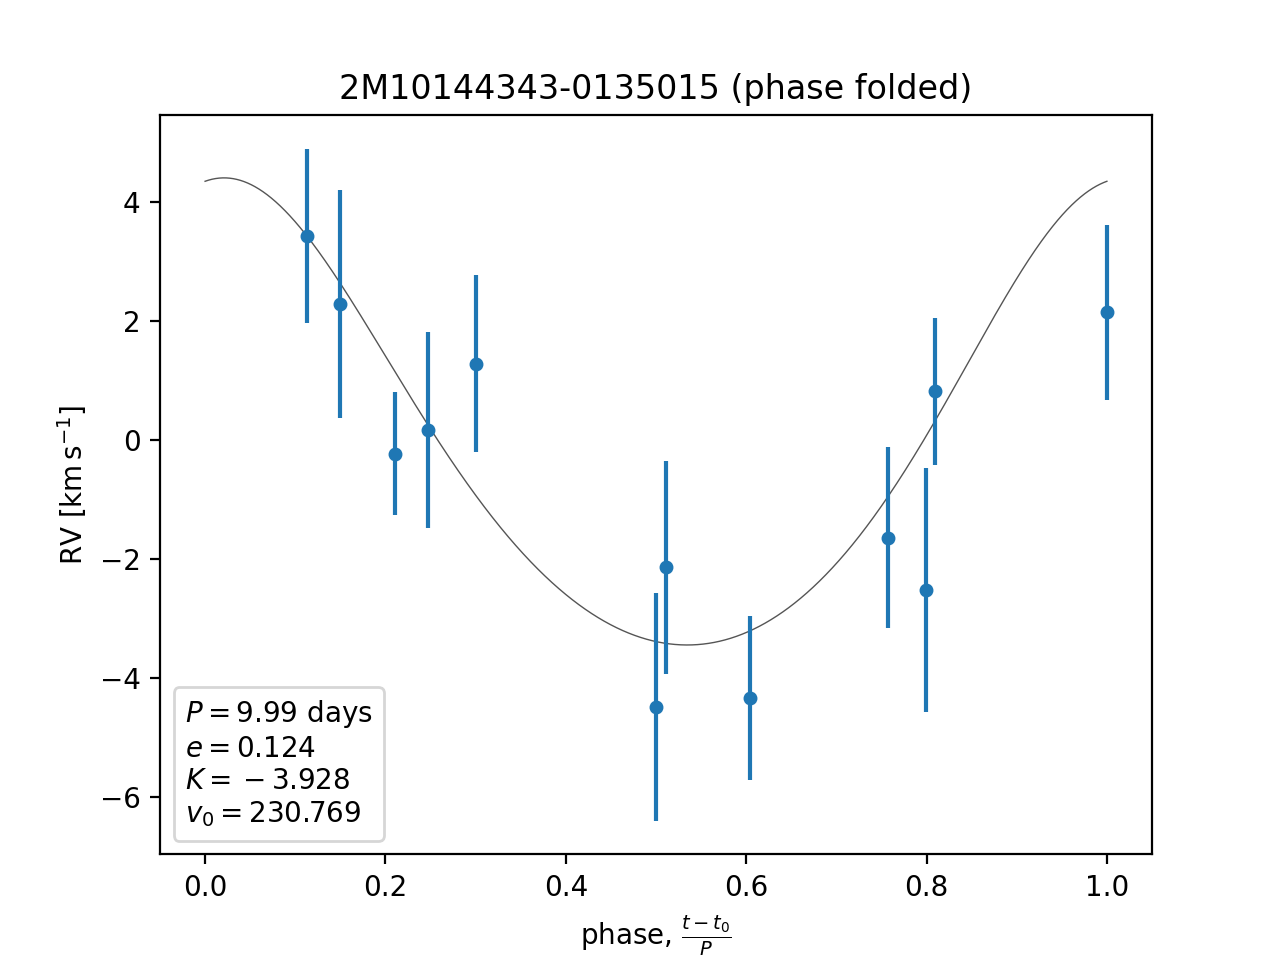 2M10144343-0135015 (phase folded)
RV [km s⁻¹]
4
2
0
−2
−4
−6
P = 9.99 days
e = 0.124
K = −3.928
v₀ = 230.769
0.0 0.2 0.4 0.6 0.8 1.0
phase, (t − t₀)/P